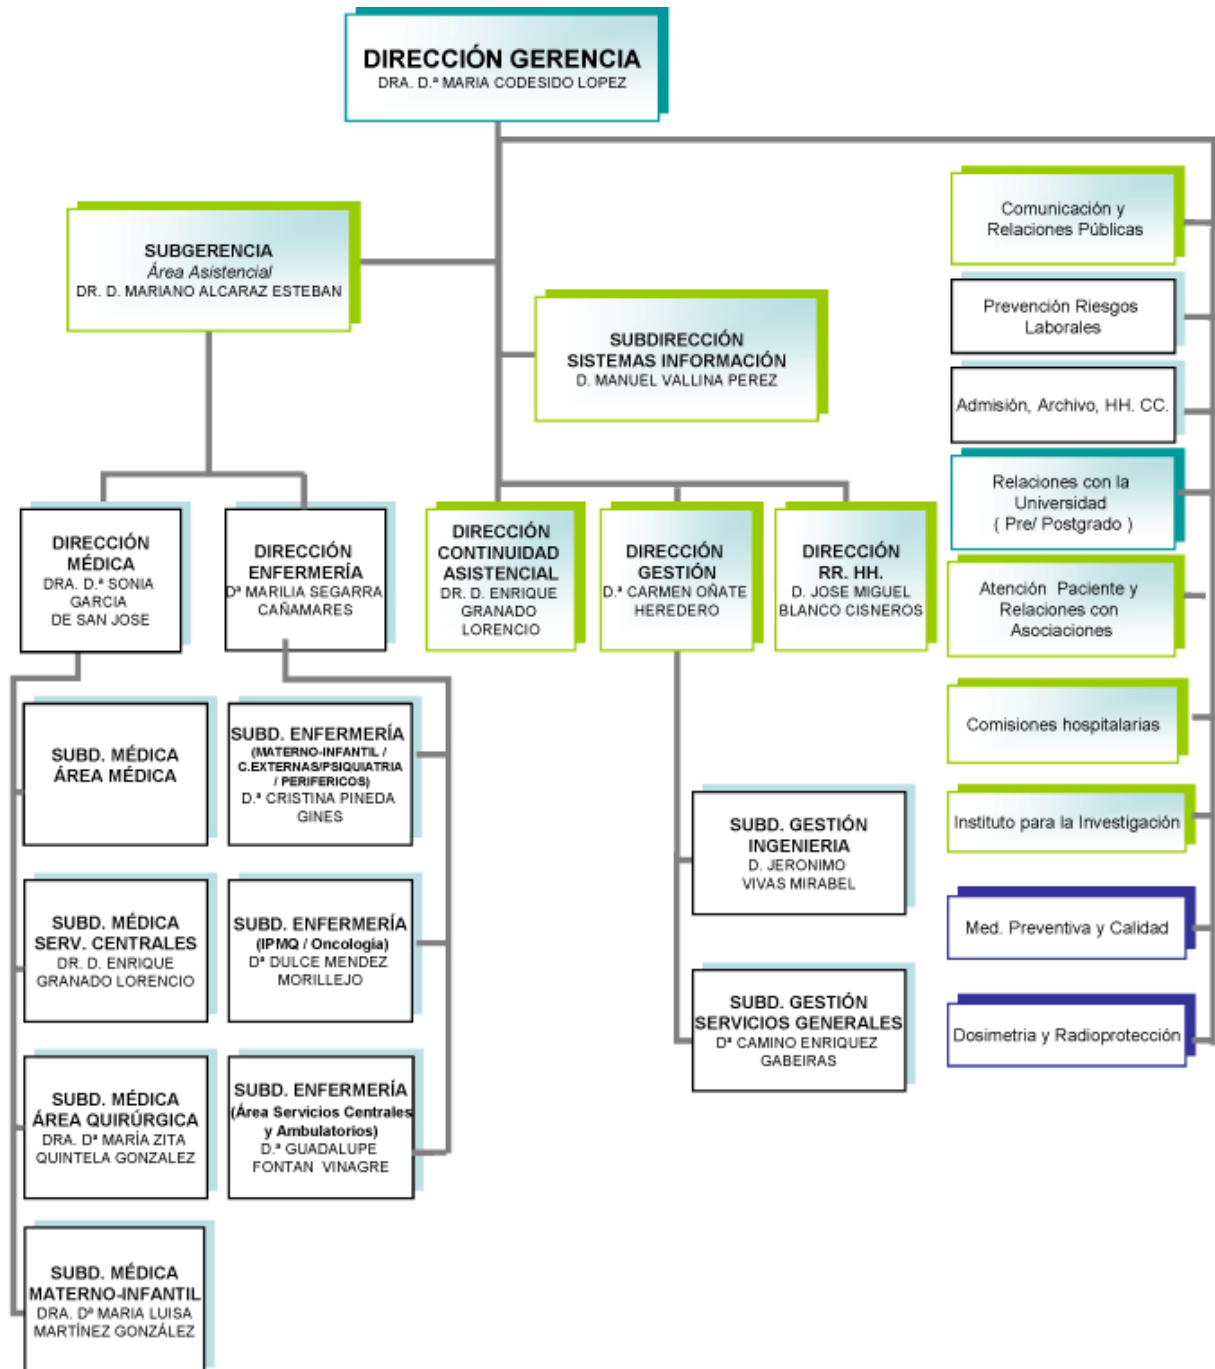 DIRECCIÓN GERENCIA
DRA. D.ª MARIA CODESIDO LOPEZ
SUBGERENCIA
Área Asistencial
DR. D. MARIANO ALCARAZ ESTEBAN
SUBDIRECCIÓN
SISTEMAS INFORMACIÓN
D. MANUEL VALLINA PEREZ
DIRECCIÓN
MÉDICA
DRA. D.ª SONIA
GARCIA
DE SAN JOSE
DIRECCIÓN
ENFERMERÍA
Dª MARILIA SEGARRA
CAÑAMARES
DIRECCIÓN
CONTINUIDAD
ASISTENCIAL
DR. D. ENRIQUE
GRANADO
LORENCIO
DIRECCIÓN
GESTIÓN
D.ª CARMEN OÑATE
HEREDERO
DIRECCIÓN
RR. HH.
D. JOSE MIGUEL
BLANCO CISNEROS
SUBD. MÉDICA
ÁREA MÉDICA
SUBD. MÉDICA
SERV. CENTRALES
DR. D. ENRIQUE
GRANADO LORENCIO
SUBD. MÉDICA
ÁREA QUIRÚRGICA
DRA. Dª MARÍA ZITA
QUINTELA GONZALEZ
SUBD. MÉDICA
MATERNO-INFANTIL
DRA. Dª MARIA LUISA
MARTÍNEZ GONZÁLEZ
SUBD. ENFERMERÍA
(MATERNO-INFANTIL /
C.EXTERNAS/PSIQUIATRIA
/ PERIFERICOS)
D.ª CRISTINA PINEDA
GINES
SUBD. ENFERMERÍA
(IPMQ / Oncología)
Dª DULCE MENDEZ
MORILLEJO
SUBD. ENFERMERÍA
(Área Servicios Centrales
y Ambulatorios)
D.ª GUADALUPE
FONTAN VINAGRE
SUBD. GESTIÓN
INGENIERIA
D. JERONIMO
VIVAS MIRABEL
SUBD. GESTIÓN
SERVICIOS GENERALES
Dª CAMINO ENRIQUEZ
GABEIRAS
Comunicación y
Relaciones Públicas
Prevención Riesgos
Laborales
Admisión, Archivo, HH. CC.
Relaciones con la
Universidad
( Pre/ Postgrado )
Atención Paciente y
Relaciones con
Asociaciones
Comisiones hospitalarias
Instituto para la Investigación
Med. Preventiva y Calidad
Dosimetria y Radioprotección